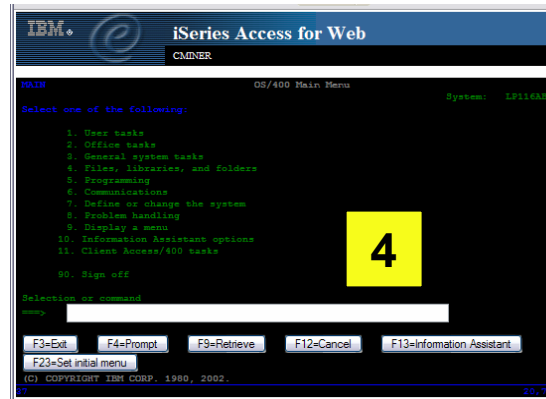 IBM
iSeries Access for Web
CMINER
MAIN OS/400 Main Menu
System: LP116AB
Select one of the following:
1. User tasks
2. Office tasks
3. General system tasks
4. Files, libraries, and folders
5. Programming
6. Communications
7. Define or change the system
8. Problem handling
9. Display a menu
10. Information Assistant options
11. Client Access/400 tasks
90. Sign off
4
Selection or command
===>
F3=Exit F4=Prompt F9=Retrieve F12=Cancel F13=Information Assistant
F23=Set initial menu
(C) COPYRIGHT IBM CORP. 1980, 2002.